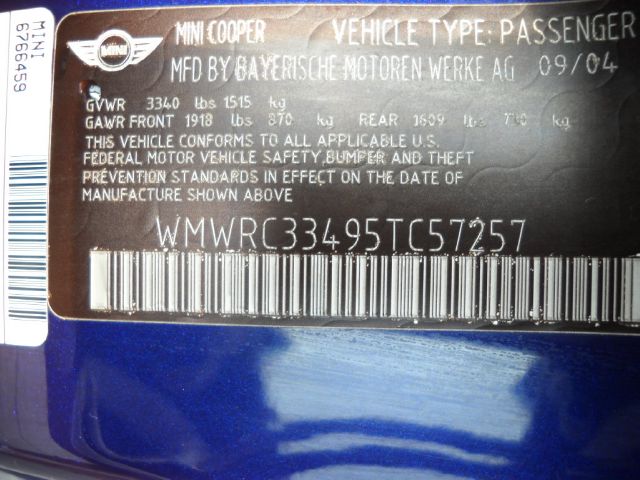 MINI
6766459
MINI
MINI COOPER VEHICLE TYPE: PASSENGER
MFD BY BAYERISCHE MOTOREN WERKE AG 09/04
GVWR 3340 lbs 1515 kg
GAWR FRONT 1918 lbs 870 kg REAR 1609 lbs 730 kg
THIS VEHICLE CONFORMS TO ALL APPLICABLE U.S.
FEDERAL MOTOR VEHICLE SAFETY, BUMPER AND THEFT
PREVENTION STANDARDS IN EFFECT ON THE DATE OF
MANUFACTURE SHOWN ABOVE
WMWRC33495TC57257